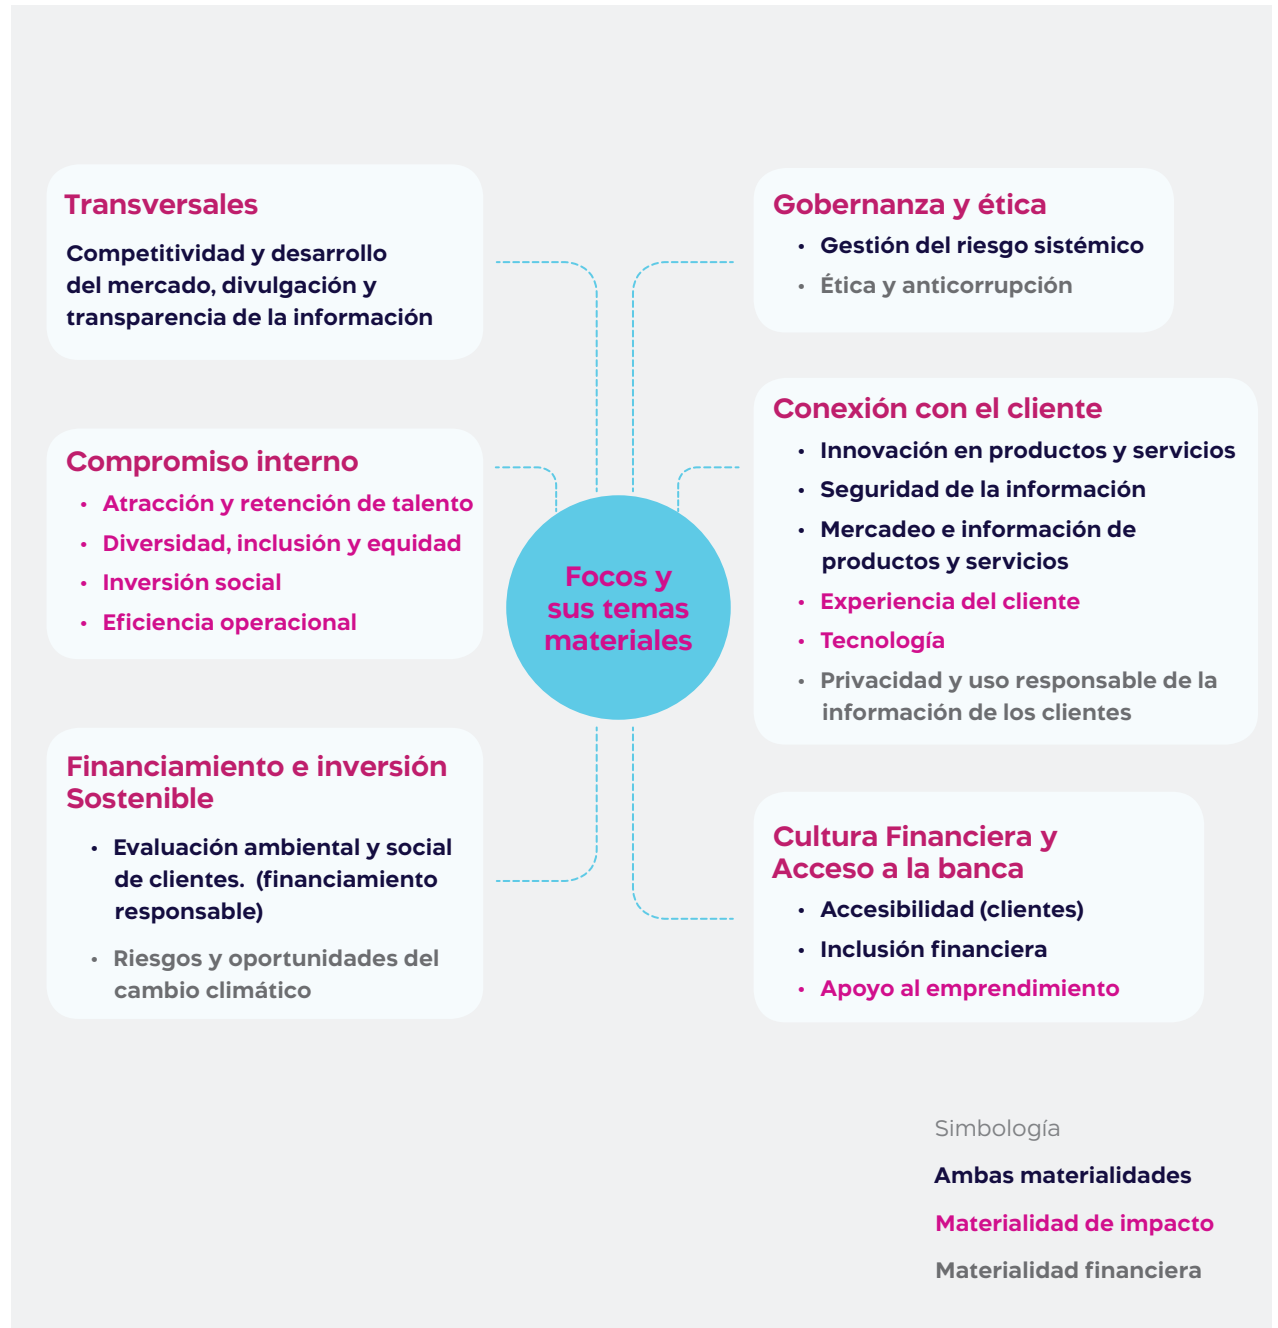 Transversales
Competitividad y desarrollo
del mercado, divulgación y
transparencia de la información
Compromiso interno
• Atracción y retención de talento
• Diversidad, inclusión y equidad
• Inversión social
• Eficiencia operacional
Financiamiento e inversión
Sostenible
• Evaluación ambiental y social
de clientes. (financiamiento
responsable)
• Riesgos y oportunidades del
cambio climático
Focos y
sus temas
materiales
Gobernanza y ética
• Gestión del riesgo sistémico
• Ética y anticorrupción
Conexión con el cliente
• Innovación en productos y servicios
• Seguridad de la información
• Mercadeo e información de
productos y servicios
• Experiencia del cliente
• Tecnología
• Privacidad y uso responsable de la
información de los clientes
Cultura Financiera y
Acceso a la banca
• Accesibilidad (clientes)
• Inclusión financiera
• Apoyo al emprendimiento
Simbología
Ambas materialidades
Materialidad de impacto
Materialidad financiera